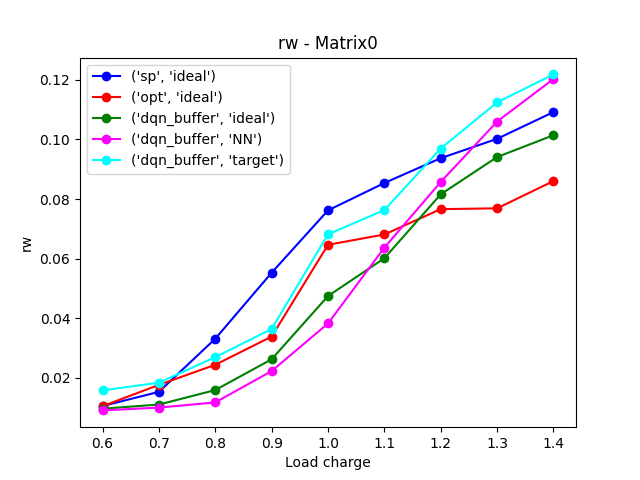 rw - Matrix0
('sp', 'ideal')
('opt', 'ideal')
('dqn_buffer', 'ideal')
('dqn_buffer', 'NN')
('dqn_buffer', 'target')
rw
0.12
0.10
0.08
0.06
0.04
0.02
0.6 0.7 0.8 0.9 1.0 1.1 1.2 1.3 1.4
Load charge